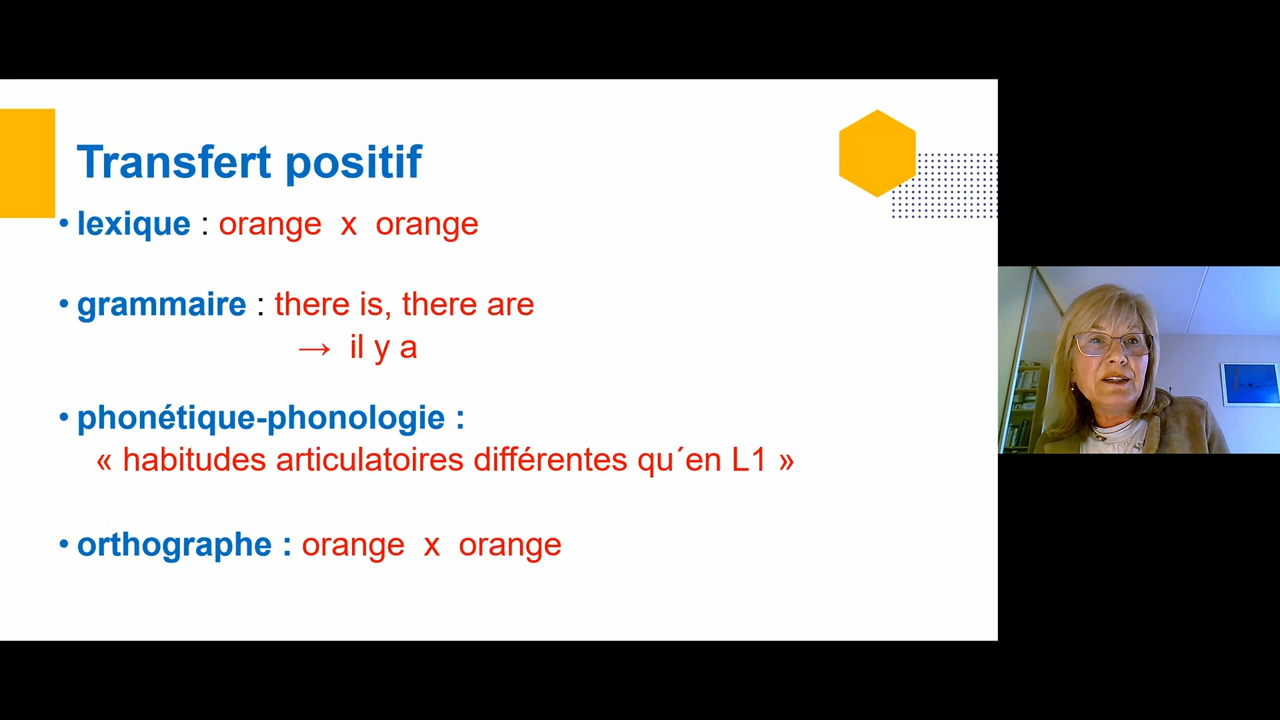 Transfert positif
• lexique : orange x orange
• grammaire : there is, there are
→ il y a
• phonétique-phonologie :
« habitudes articulatoires différentes qu´en L1 »
• orthographe : orange x orange